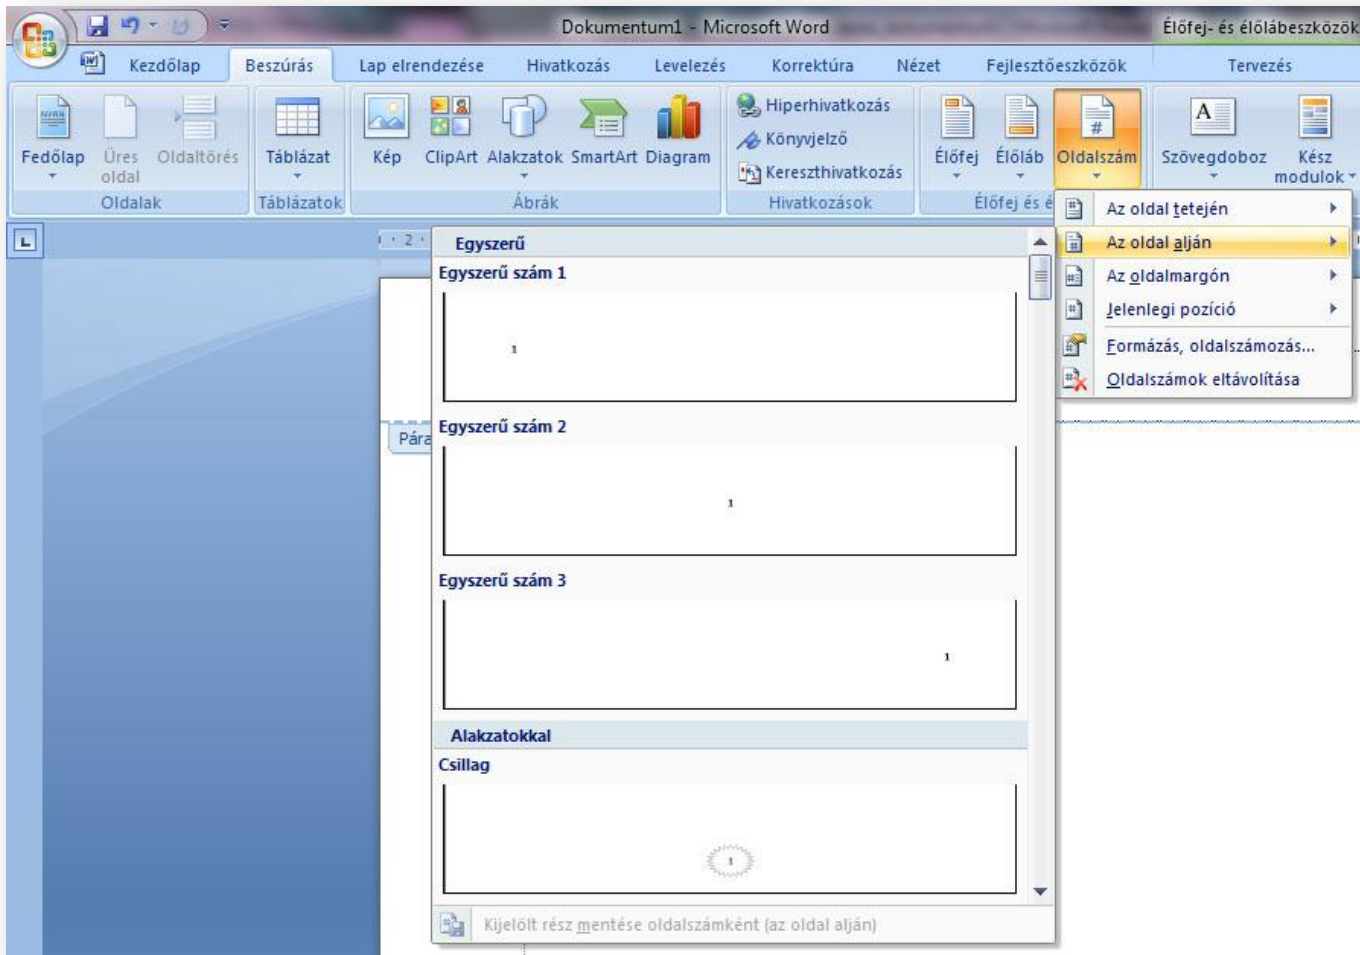 Dokumentum1 - Microsoft Word
Élőfej- és élőlábeszközök
Kezdőlap Beszúrás Lap elrendezése Hivatkozás Levelezés Korrektúra Nézet Fejlesztőeszközök Tervezés
Fedőlap Üres oldal Oldaltörés
Táblázat
Kép ClipArt Alakzatok SmartArt Diagram
Hiperhivatkozás
Könyvjelző
Kereszthivatkozás
Élőfej Élőláb Oldalszám
Szövegdoboz Kész modulok
Oldalak Táblázatok Ábrák Hivatkozások Élőfej és é
Az oldal tetején
Az oldal alján
Az oldalmargón
Jelenlegi pozíció
Formázás, oldalszámozás...
Oldalszámok eltávolítása
L
2
Pára
Egyszerű
Egyszerű szám 1
1
Egyszerű szám 2
1
Egyszerű szám 3
1
Alakzatokkal
Csillag
1
Kijelölt rész mentése oldalszámként (az oldal alján)